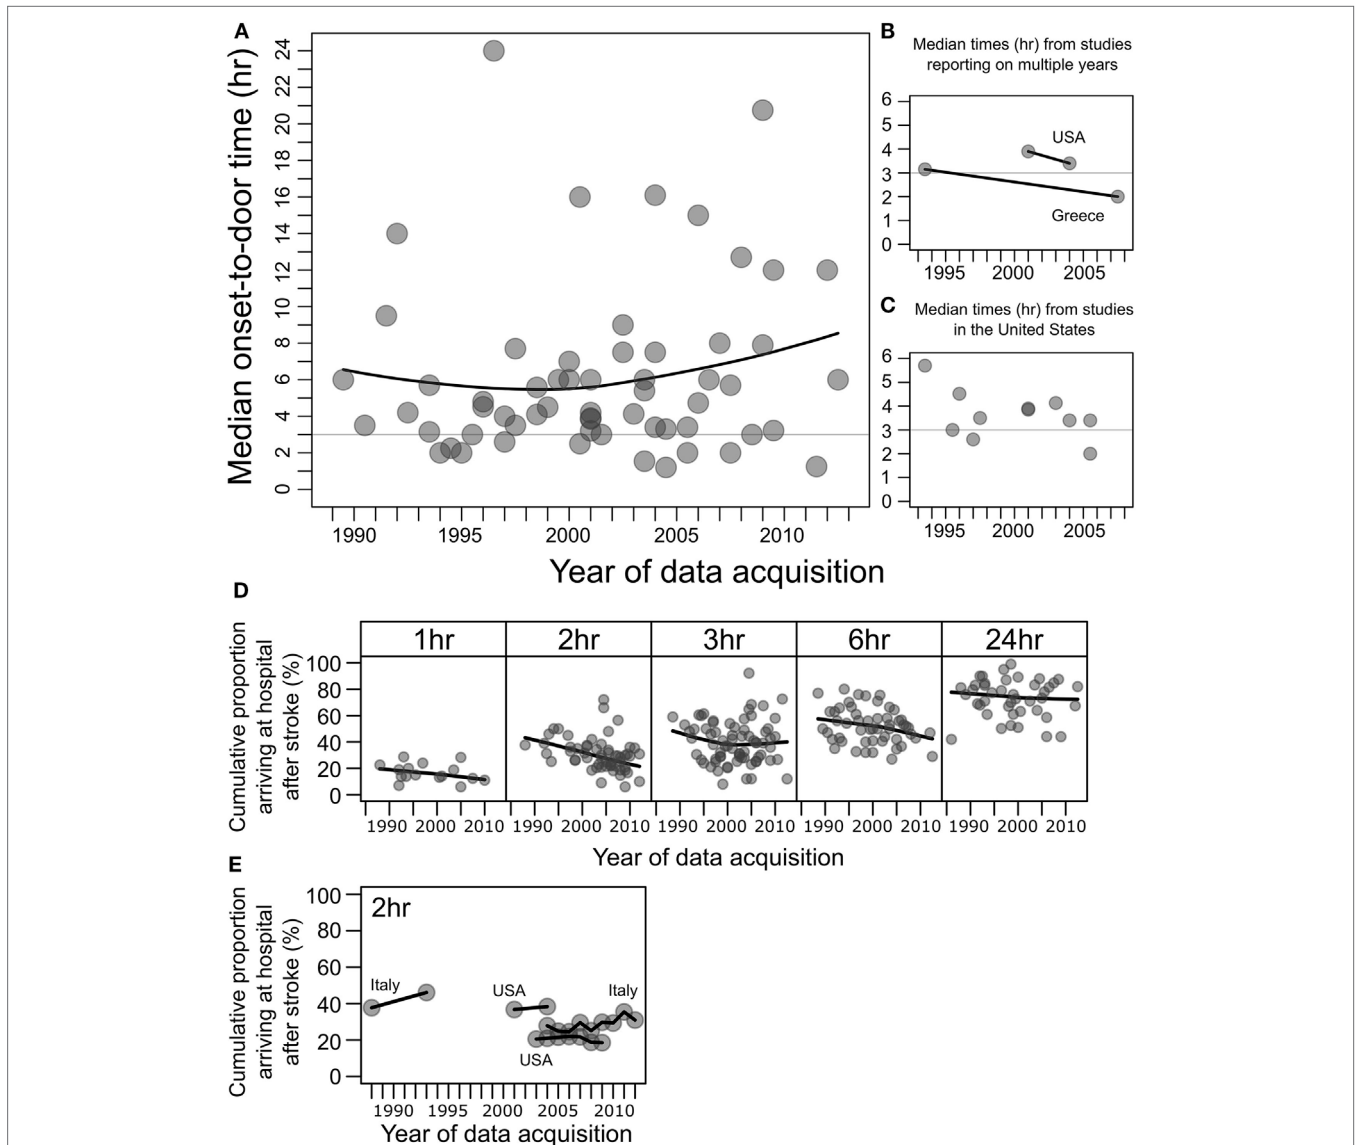 A
Median onset-to-door time (hr)
24
22
20
18
16
14
12
10
8
6
4
2
0
1990 1995 2000 2005 2010
Year of data acquisition
B
Median times (hr) from studies
reporting on multiple years
6
5
4
3
2
1
0
USA
Greece
1995 2000 2005
C
Median times (hr) from studies
in the United States
6
5
4
3
2
1
0
1995 2000 2005
D
Cumulative proportion
arriving at hospital
after stroke (%)
1hr 2hr 3hr 6hr 24hr
100
80
60
40
20
0
1990 2000 2010 1990 2000 2010 1990 2000 2010 1990 2000 2010 1990 2000 2010
Year of data acquisition
E
Cumulative proportion
arriving at hospital
after stroke (%)
100
80
60
40
20
0
2hr
Italy
USA
Italy
USA
1990 1995 2000 2005 2010
Year of data acquisition